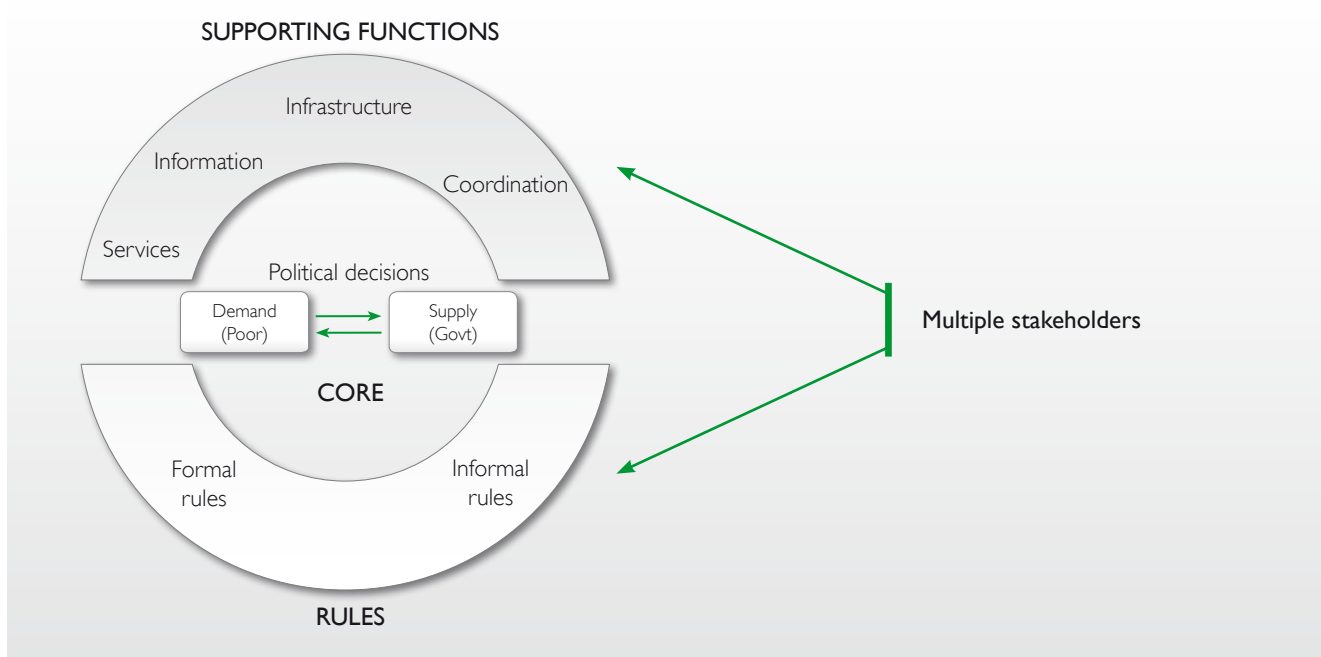 SUPPORTING FUNCTIONS
Infrastructure
Information
Coordination
Services
Political decisions
Demand
(Poor)
Supply
(Govt)
Multiple stakeholders
CORE
Formal
rules
Informal
rules
RULES